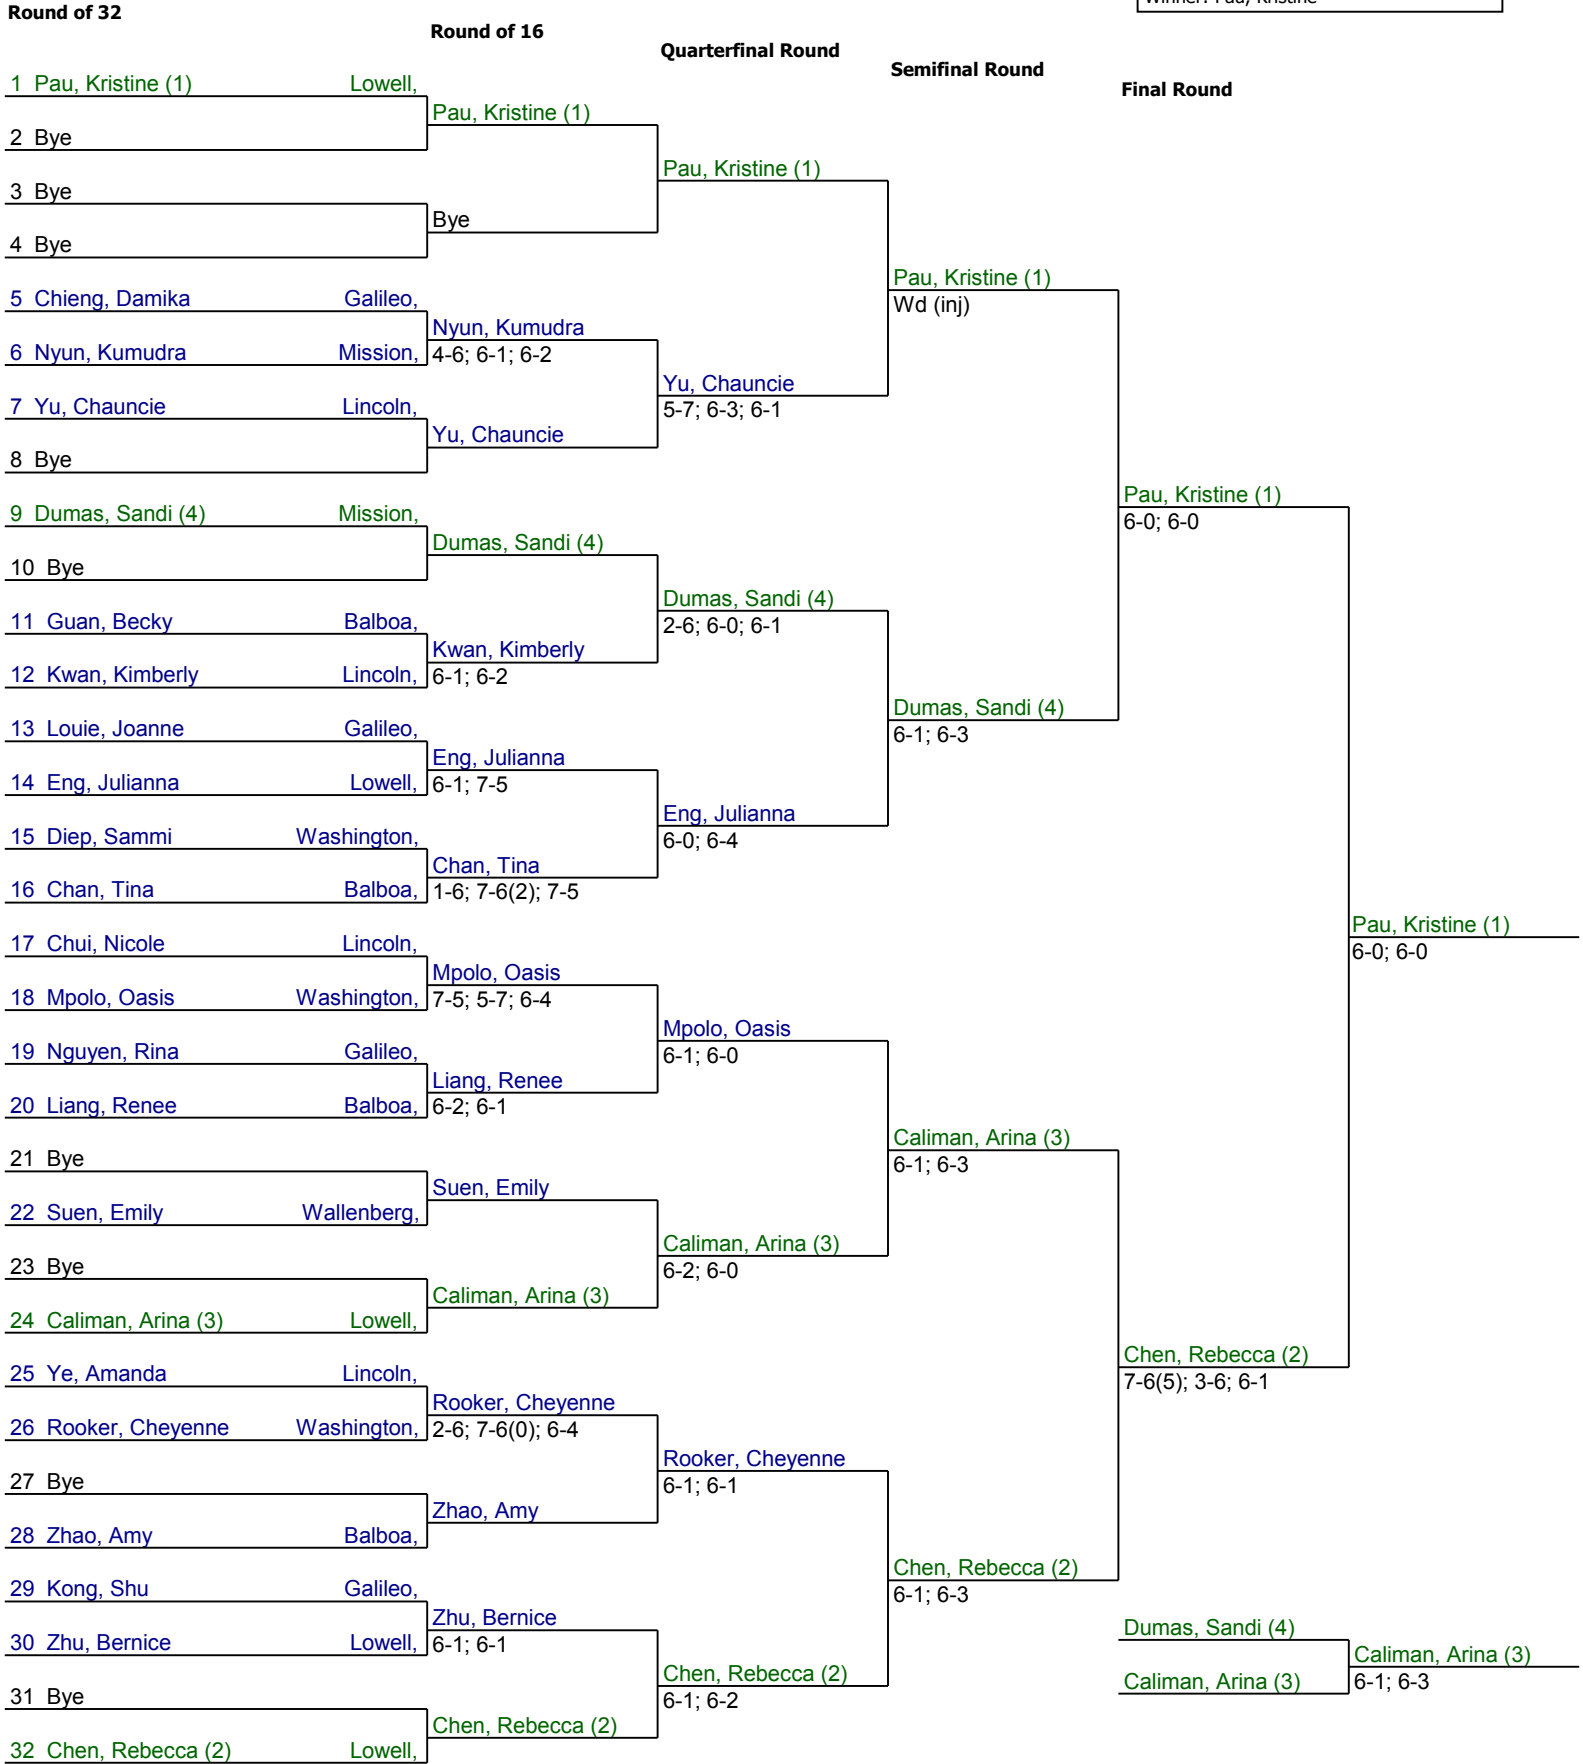 Winner: Pau, Kristine
Round of 32
Round of 16
Quarterfinal Round
Semifinal Round
Final Round
1 Pau, Kristine (1) Lowell,
2 Bye
3 Bye
4 Bye
5 Chieng, Damika Galileo,
6 Nyun, Kumudra Mission,
7 Yu, Chauncie Lincoln,
8 Bye
9 Dumas, Sandi (4) Mission,
10 Bye
11 Guan, Becky Balboa,
12 Kwan, Kimberly Lincoln,
13 Louie, Joanne Galileo,
14 Eng, Julianna Lowell,
15 Diep, Sammi Washington,
16 Chan, Tina Balboa,
17 Chui, Nicole Lincoln,
18 Mpolo, Oasis Washington,
19 Nguyen, Rina Galileo,
20 Liang, Renee Balboa,
21 Bye
22 Suen, Emily Wallenberg,
23 Bye
24 Caliman, Arina (3) Lowell,
25 Ye, Amanda Lincoln,
26 Rooker, Cheyenne Washington,
27 Bye
28 Zhao, Amy Balboa,
29 Kong, Shu Galileo,
30 Zhu, Bernice Lowell,
31 Bye
32 Chen, Rebecca (2) Lowell,
Pau, Kristine (1)
Bye
Nyun, Kumudra
4-6; 6-1; 6-2
Yu, Chauncie
Dumas, Sandi (4)
Kwan, Kimberly
6-1; 6-2
Eng, Julianna
6-1; 7-5
Chan, Tina
1-6; 7-6(2); 7-5
Mpolo, Oasis
7-5; 5-7; 6-4
Liang, Renee
6-2; 6-1
Suen, Emily
Caliman, Arina (3)
Rooker, Cheyenne
2-6; 7-6(0); 6-4
Zhao, Amy
Zhu, Bernice
6-1; 6-1
Chen, Rebecca (2)
Pau, Kristine (1)
Yu, Chauncie
5-7; 6-3; 6-1
Dumas, Sandi (4)
2-6; 6-0; 6-1
Eng, Julianna
6-0; 6-4
Mpolo, Oasis
6-1; 6-0
Caliman, Arina (3)
6-2; 6-0
Rooker, Cheyenne
6-1; 6-1
Chen, Rebecca (2)
6-1; 6-2
Pau, Kristine (1)
Wd (inj)
Dumas, Sandi (4)
6-1; 6-3
Caliman, Arina (3)
6-1; 6-3
Chen, Rebecca (2)
6-1; 6-3
Pau, Kristine (1)
6-0; 6-0
Chen, Rebecca (2)
7-6(5); 3-6; 6-1
Pau, Kristine (1)
6-0; 6-0
Dumas, Sandi (4)
Caliman, Arina (3)
Caliman, Arina (3)
6-1; 6-3